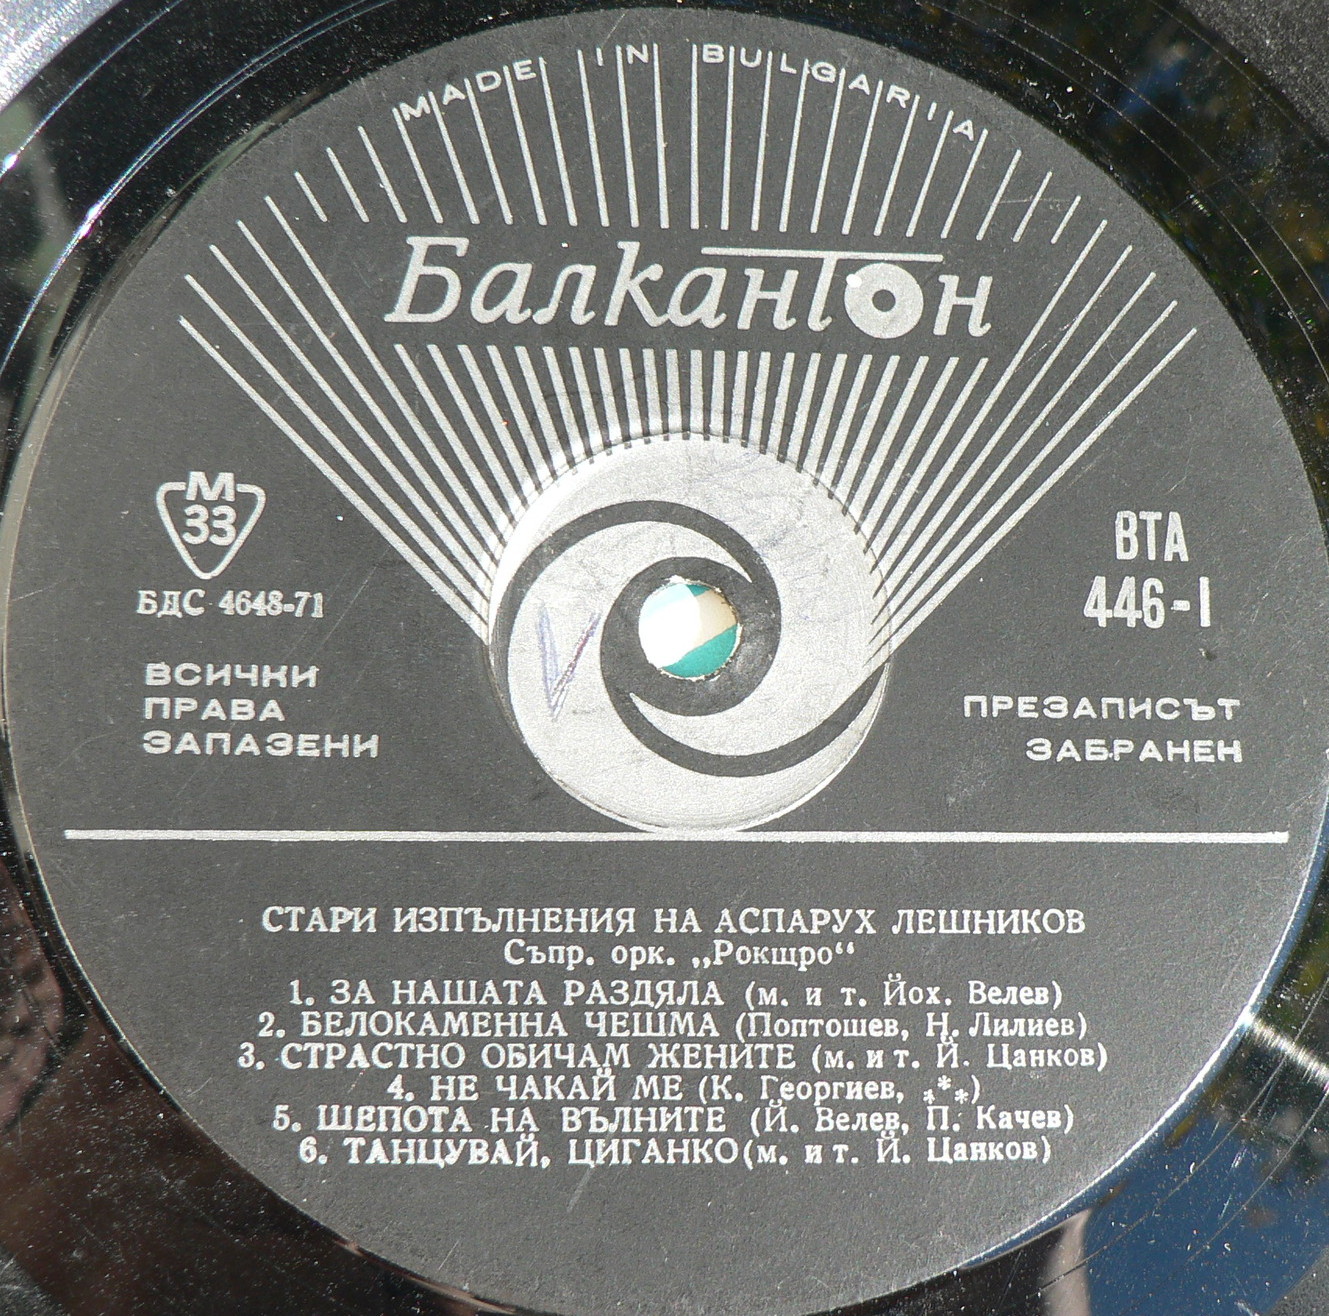 MADE IN BULGARIA
Балкантон
М
33
БДС 4648-71
ВСИЧКИ
ПРАВА
ЗАПАЗЕНИ
ВТА
446-I
ПРЕЗАПИСЪТ
ЗАБРАНЕН
СТАРИ ИЗПЪЛНЕНИЯ НА АСПАРУХ ЛЕШНИКОВ
Съпр. орк. „Рокщро“
1. ЗА НАШАТА РАЗДЯЛА (м. и т. Йох. Велев)
2. БЕЛОКАМЕННА ЧЕШМА (Поптошев, Н. Лилиев)
3. СТРАСТНО ОБИЧАМ ЖЕНИТЕ (м. и т. Й. Цанков)
4. НЕ ЧАКАЙ МЕ (К. Георгиев, ***)
5. ШЕПОТА НА ВЪЛНИТЕ (Й. Велев, П. Качев)
6. ТАНЦУВАЙ, ЦИГАНКО (м. и т. Й. Цанков)